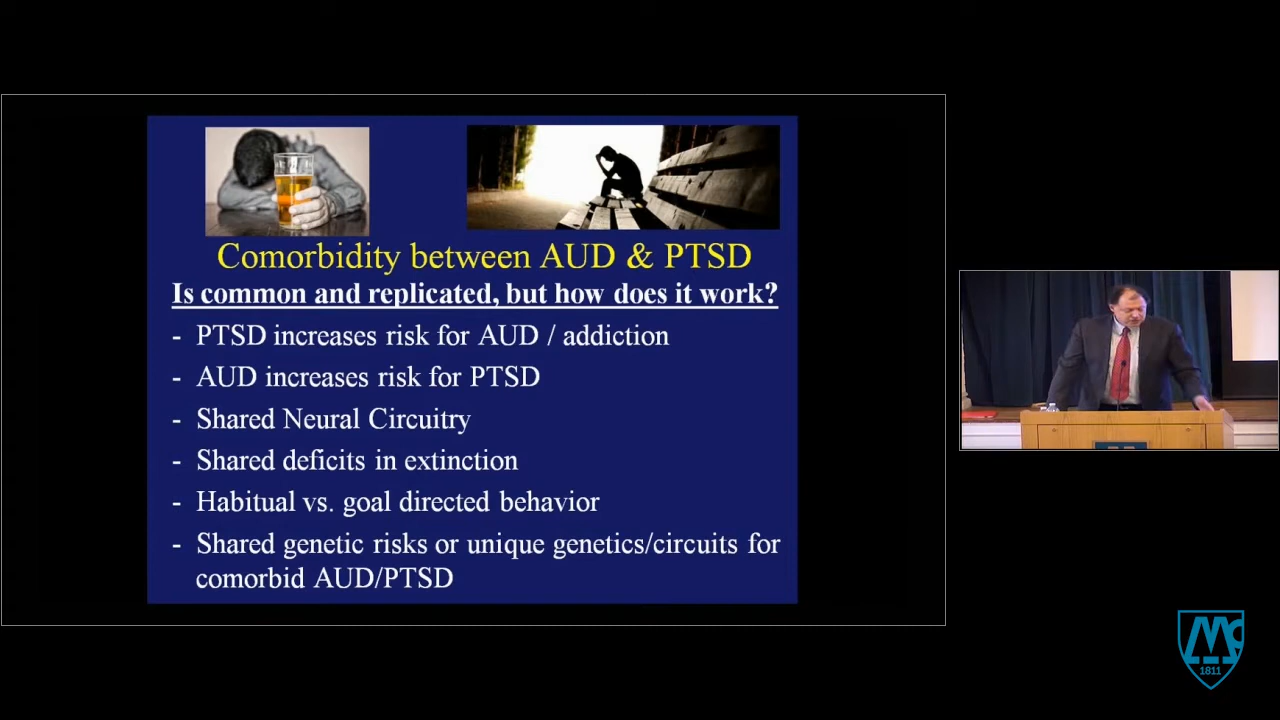 Comorbidity between AUD & PTSD
Is common and replicated, but how does it work?
- PTSD increases risk for AUD / addiction
- AUD increases risk for PTSD
- Shared Neural Circuitry
- Shared deficits in extinction
- Habitual vs. goal directed behavior
- Shared genetic risks or unique genetics/circuits for
comorbid AUD/PTSD
Mc
1811